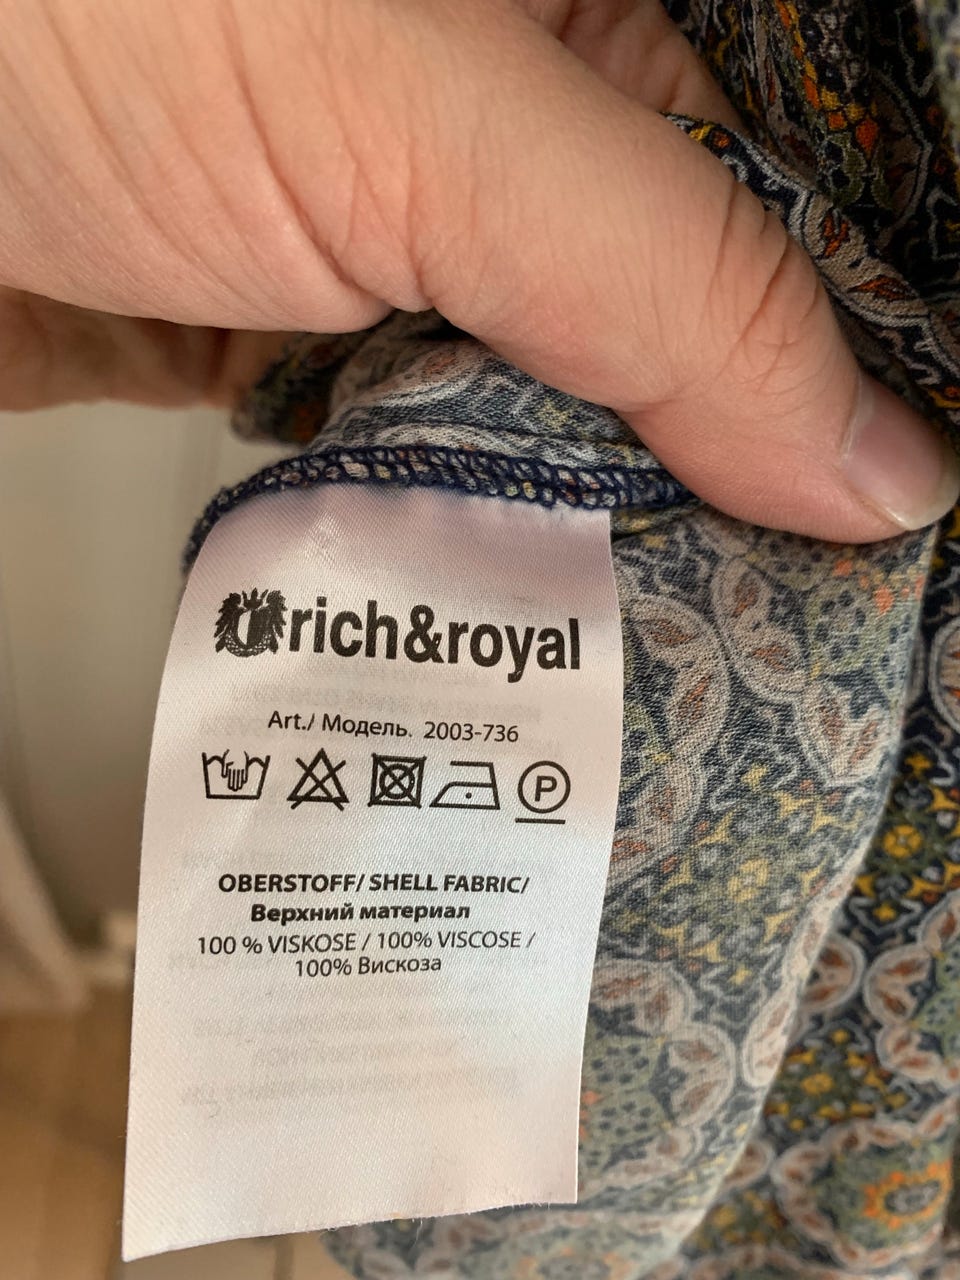 rich&royal
Art./ Модель. 2003-736
P
OBERSTOFF/ SHELL FABRIC/
Верхний материал
100 % VISKOSE / 100% VISCOSE /
100% Вискоза